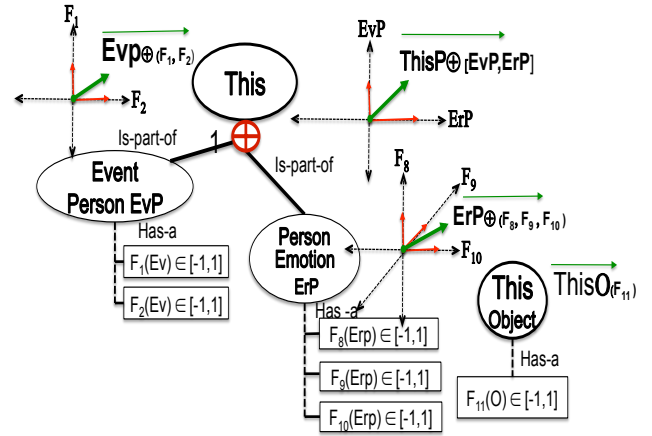 F₁
Evp⊕(F₁, F₂)
F₂
This
EvP
ThisP⊕[EvP,ErP]
ErP
Is-part-of
1
⊕
Is-part-of
Event
Person EvP
Has-a
F₁(Ev) ∈ [-1,1]
F₂(Ev) ∈ [-1,1]
F₈
F₉
ErP⊕(F₈, F₉, F₁₀)
F₁₀
Person
Emotion
ErP
Has -a
F₈(Erp) ∈ [-1,1]
F₉(Erp) ∈ [-1,1]
F₁₀(Erp) ∈ [-1,1]
This
Object
ThisO(F₁₁)
Has-a
F₁₁(O) ∈ [-1,1]